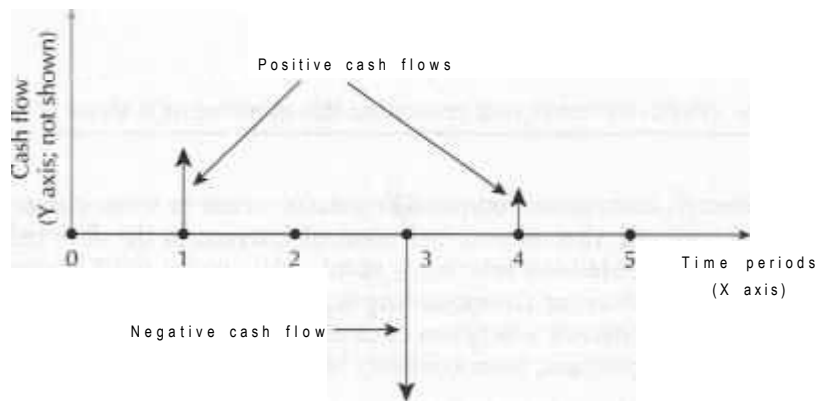 Positive cash flows
Cash flow
(Y axis; not shown)
0 1 2 3 4 5
Time periods
(X axis)
Negative cash flow